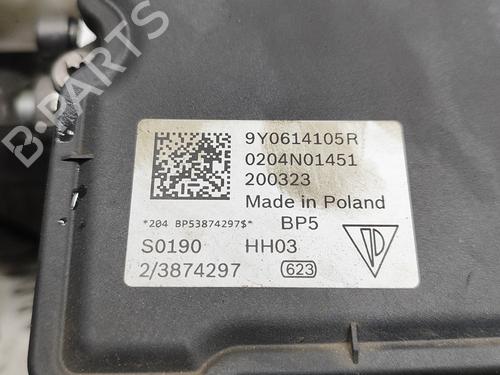 9Y0614105R
0204N01451
200323
Made in Poland
*204 BP53874297$* BP5
S0190 HH03
2/3874297 623
B-PARTS